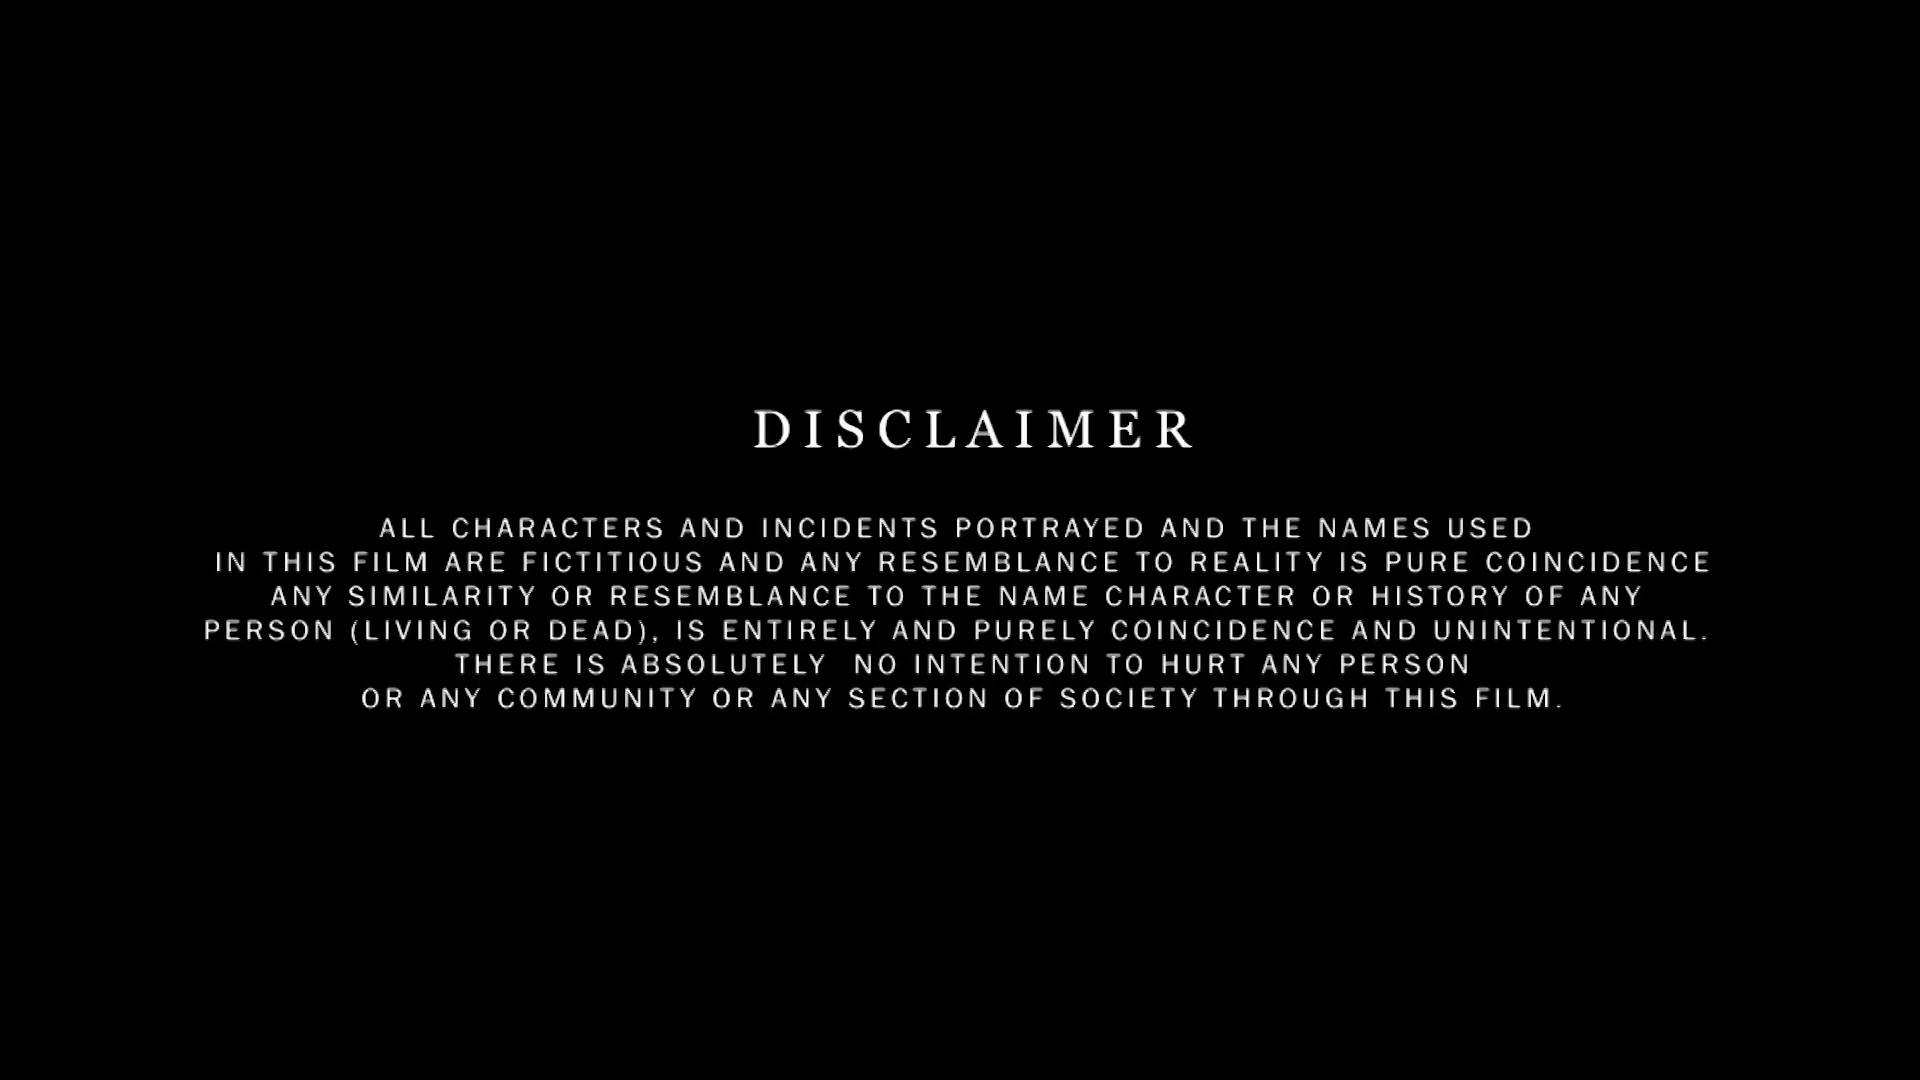 DISCLAIMER
ALL CHARACTERS AND INCIDENTS PORTRAYED AND THE NAMES USED
IN THIS FILM ARE FICTITIOUS AND ANY RESEMBLANCE TO REALITY IS PURE COINCIDENCE
ANY SIMILARITY OR RESEMBLANCE TO THE NAME CHARACTER OR HISTORY OF ANY
PERSON (LIVING OR DEAD), IS ENTIRELY AND PURELY COINCIDENCE AND UNINTENTIONAL.
THERE IS ABSOLUTELY  NO INTENTION TO HURT ANY PERSON
OR ANY COMMUNITY OR ANY SECTION OF SOCIETY THROUGH THIS FILM.